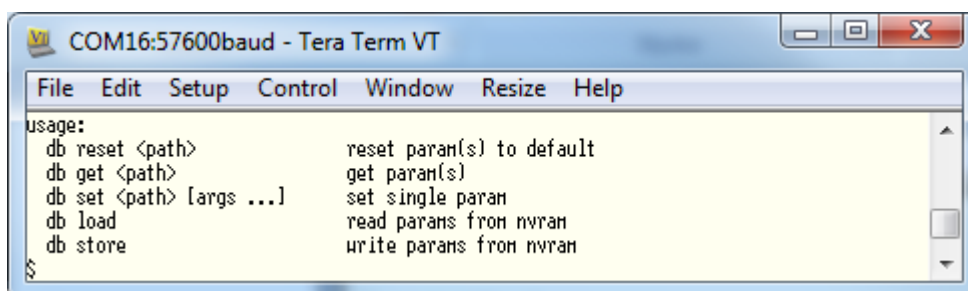 COM16:57600baud - Tera Term VT
File Edit Setup Control Window Resize Help
usage:
db reset <path> reset param(s) to default
db get <path> get param(s)
db set <path> [args ...] set single param
db load read params from nvram
db store write params from nvram
$